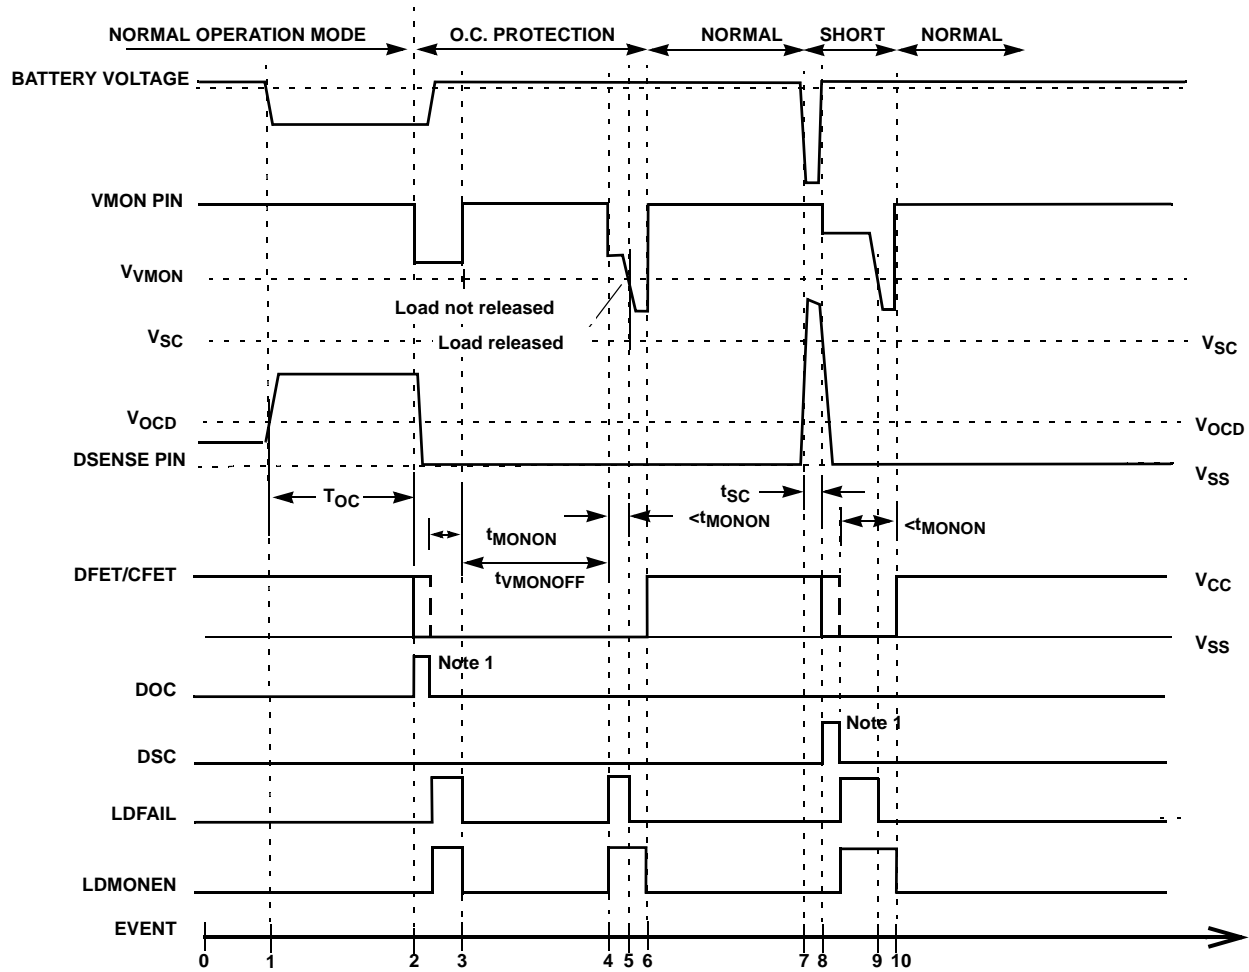 NORMAL OPERATION MODE
O.C. PROTECTION
NORMAL
SHORT
NORMAL
BATTERY VOLTAGE
VMON PIN
VVMON
Load not released
Load released
VSC
VSC
VOCD
VOCD
DSENSE PIN
VSS
TOC
tSC
<tMONON
<tMONON
tMONON
tVMONOFF
DFET/CFET
VCC
VSS
Note 1
DOC
Note 1
DSC
LDFAIL
LDMONEN
EVENT
0 1 2 3 4 5 6 7 8 9 10